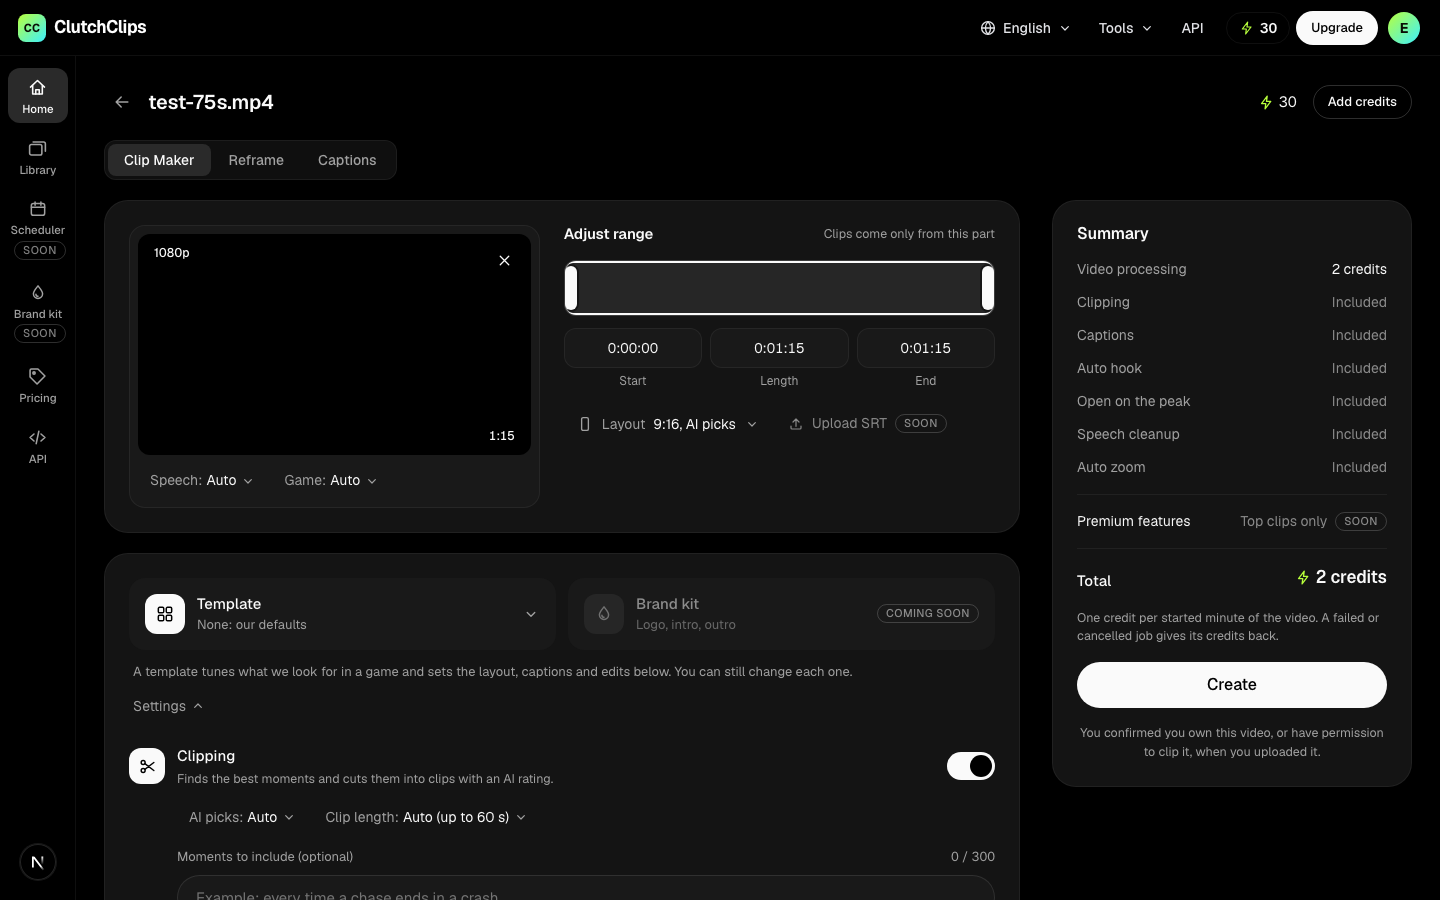 CC ClutchClips
English
Tools
API
30
Upgrade
E
Home
Library
Scheduler
SOON
Brand kit
SOON
Pricing
API
N
test-75s.mp4
30
Add credits
Clip Maker
Reframe
Captions
1080p
1:15
Speech: Auto
Game: Auto
Adjust range
Clips come only from this part
0:00:00
0:01:15
0:01:15
Start
Length
End
Layout 9:16, AI picks
Upload SRT SOON
Template
None: our defaults
Brand kit
Logo, intro, outro
COMING SOON
A template tunes what we look for in a game and sets the layout, captions and edits below. You can still change each one.
Settings
Clipping
Finds the best moments and cuts them into clips with an AI rating.
AI picks: Auto
Clip length: Auto (up to 60 s)
Moments to include (optional)
0 / 300
Example: every time a chase ends in a crash
Summary
Video processing 2 credits
Clipping Included
Captions Included
Auto hook Included
Open on the peak Included
Speech cleanup Included
Auto zoom Included
Premium features Top clips only SOON
Total 2 credits
One credit per started minute of the video. A failed or
cancelled job gives its credits back.
Create
You confirmed you own this video, or have permission
to clip it, when you uploaded it.